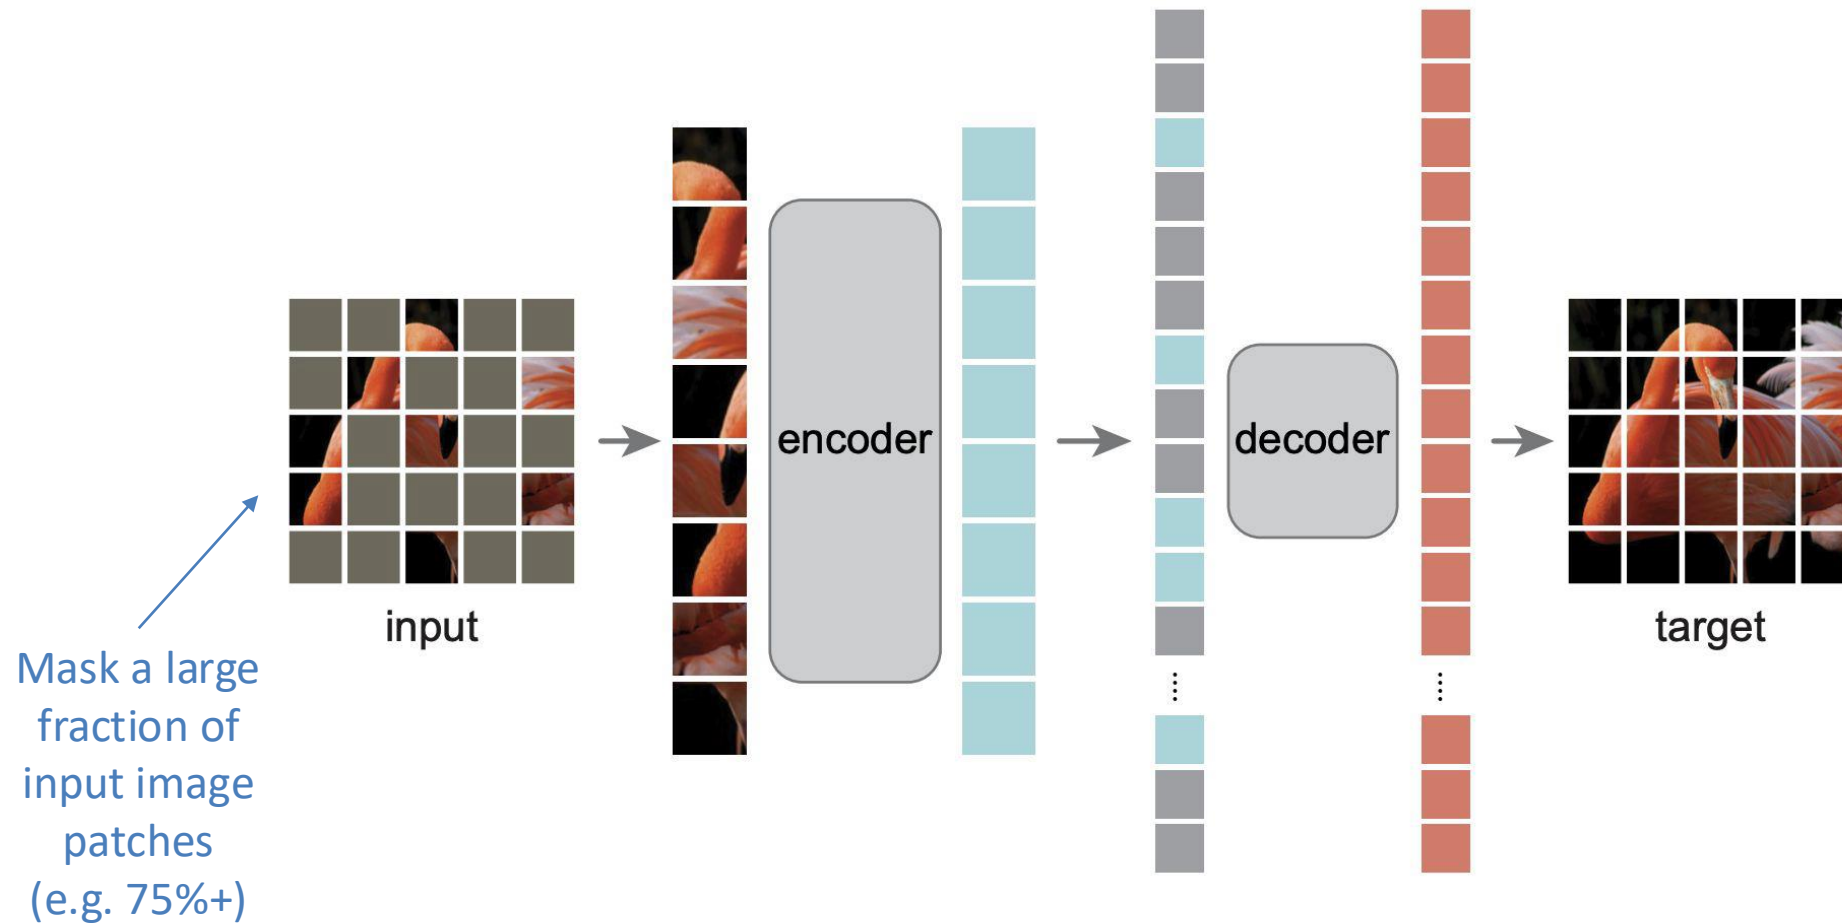 encoder
decoder
input
target
Mask a large
fraction of
input image
patches
(e.g. 75%+)